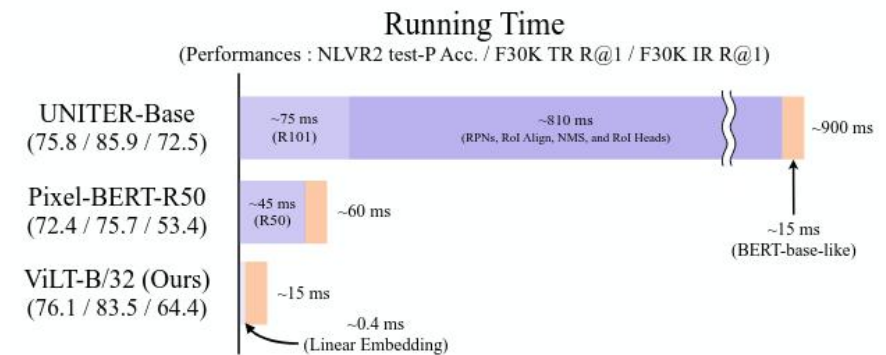 Running Time
(Performances : NLVR2 test-P Acc. / F30K TR R@1 / F30K IR R@1)
UNITER-Base
(75.8 / 85.9 / 72.5)
~75 ms
(R101)
~810 ms
(RPNs, RoI Align, NMS, and RoI Heads)
~900 ms
Pixel-BERT-R50
(72.4 / 75.7 / 53.4)
~45 ms
(R50)
~60 ms
~15 ms
(BERT-base-like)
ViLT-B/32 (Ours)
(76.1 / 83.5 / 64.4)
~15 ms
~0.4 ms
(Linear Embedding)